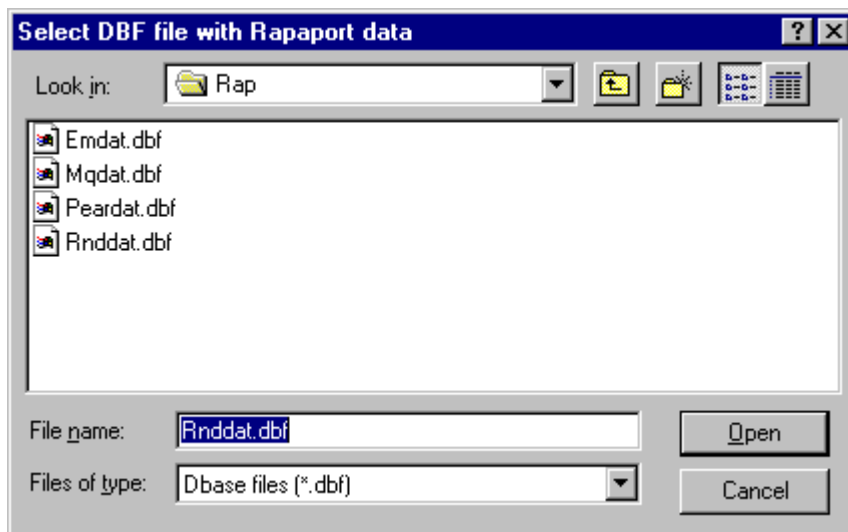 Select DBF file with Rapaport data
Look in: Rap
Emdat.dbf
Mqdat.dbf
Peardat.dbf
Rnddat.dbf
File name: Rnddat.dbf Open
Files of type: Dbase files (*.dbf) Cancel